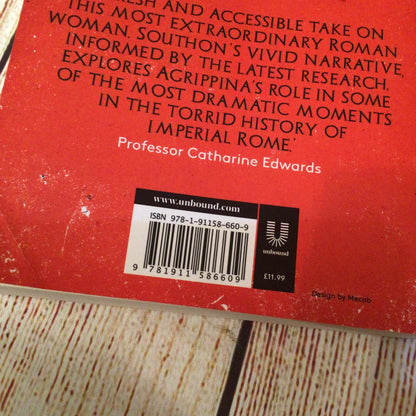 FRESH AND ACCESSIBLE TAKE ON
THIS MOST EXTRAORDINARY ROMAN
WOMAN. SOUTHON'S VIVID NARRATIVE,
INFORMED BY THE LATEST RESEARCH,
EXPLORES AGRIPPINA'S ROLE IN SOME
OF THE MOST DRAMATIC MOMENTS
IN THE TORRID HISTORY OF
IMPERIAL ROME.'
Professor Catharine Edwards
www.unbound.com
ISBN 978-1-91158-660-9
9 781911 586609
unbound
£11.99
Design by Mecob